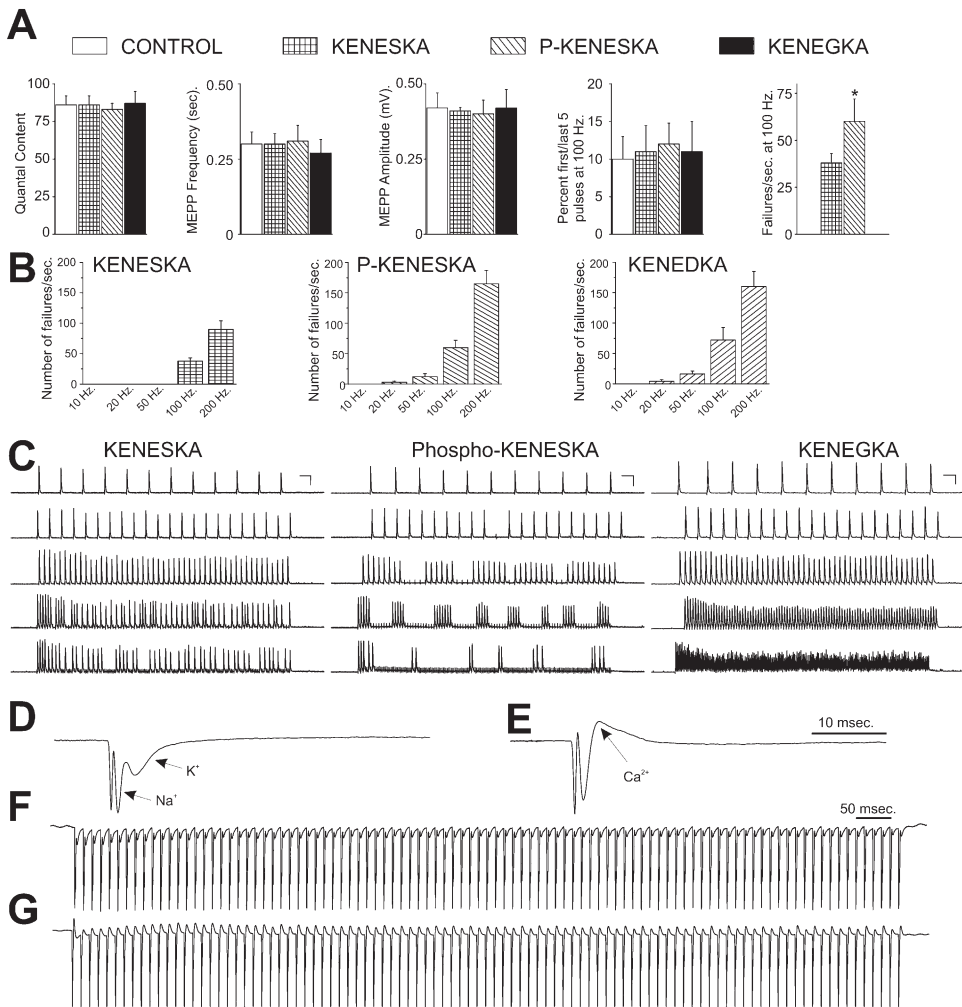 A
CONTROL KENESKA P-KENESKA KENEGKA
Quantal Content
100
75
50
25
0
MEPP Frequency (sec).
0.50
0.25
0
MEPP Amplitude (mV).
0.50
0.25
0
Percent first/last 5
pulses at 100 Hz.
20
15
10
5
0
Failures/sec. at 100 Hz.
75
50
25
0
*
B
KENESKA
Number of failures/sec.
200
150
100
50
0
10 Hz. 20 Hz. 50 Hz. 100 Hz. 200 Hz.
P-KENESKA
Number of failures/sec.
200
150
100
50
0
10 Hz. 20 Hz. 50 Hz. 100 Hz. 200 Hz.
KENEDKA
Number of failures/sec.
200
150
100
50
0
10 Hz. 20 Hz. 50 Hz. 100 Hz. 200 Hz.
C
KENESKA Phospho-KENESKA KENEGKA
D
K⁺
Na⁺
E
10 msec.
Ca²⁺
F
50 msec.
G